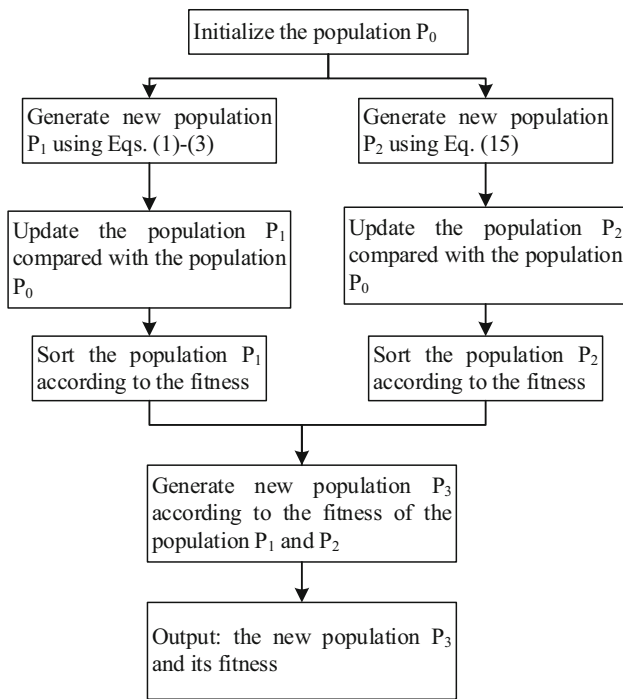 Initialize the population P₀
Generate new population
P₁ using Eqs. (1)-(3)
Generate new population
P₂ using Eq. (15)
Update the population P₁
compared with the population
P₀
Update the population P₂
compared with the population
P₀
Sort the population P₁
according to the fitness
Sort the population P₂
according to the fitness
Generate new population P₃
according to the fitness of the
population P₁ and P₂
Output: the new population P₃
and its fitness